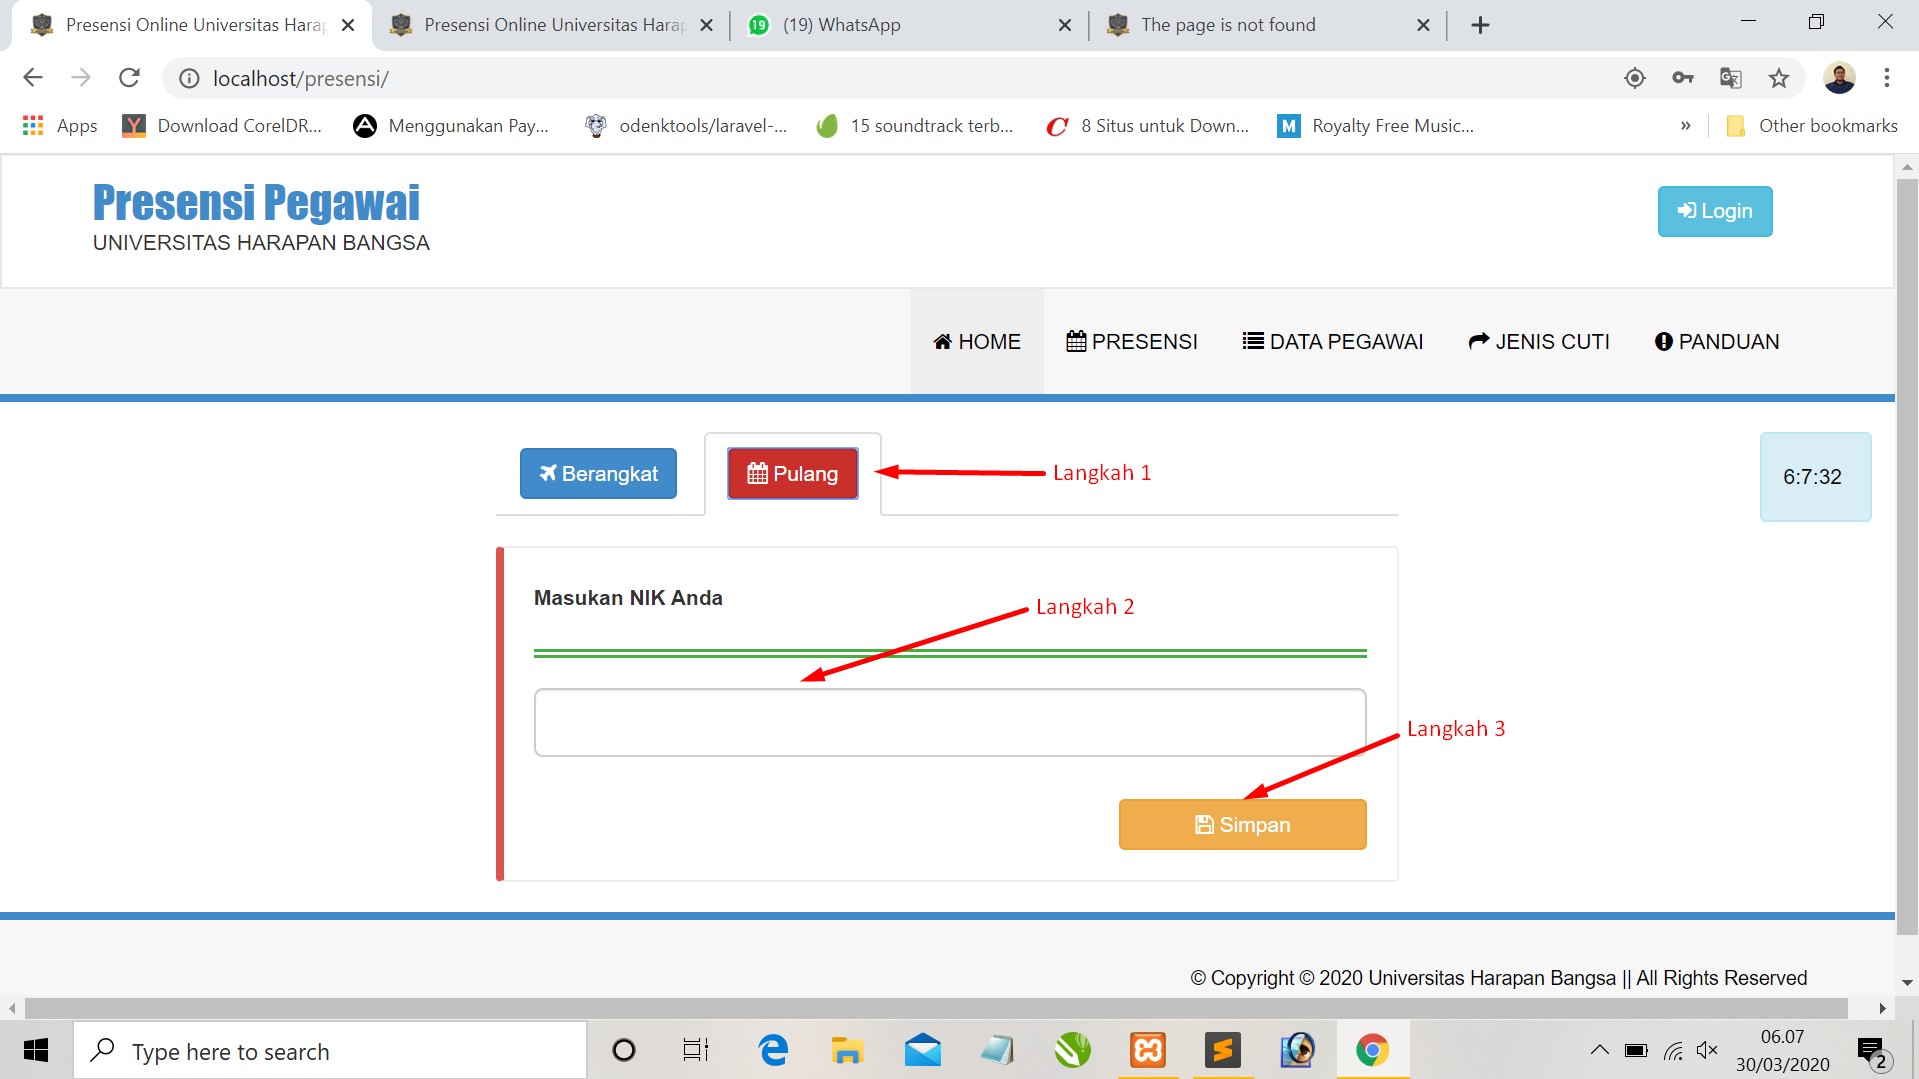 Presensi Online Universitas Harap
Presensi Online Universitas Harap
19
(19) WhatsApp
The page is not found
localhost/presensi/
Apps
Download CorelDR...
Menggunakan Pay...
odenktools/laravel-...
15 soundtrack terb...
8 Situs untuk Down...
M Royalty Free Music...
»
Other bookmarks
Presensi Pegawai
UNIVERSITAS HARAPAN BANGSA
Login
HOME
PRESENSI
DATA PEGAWAI
JENIS CUTI
PANDUAN
Berangkat
Pulang
Langkah 1
6:7:32
Masukan NIK Anda
Langkah 2
Langkah 3
Simpan
© Copyright © 2020 Universitas Harapan Bangsa || All Rights Reserved
Type here to search
06.07
30/03/2020
2